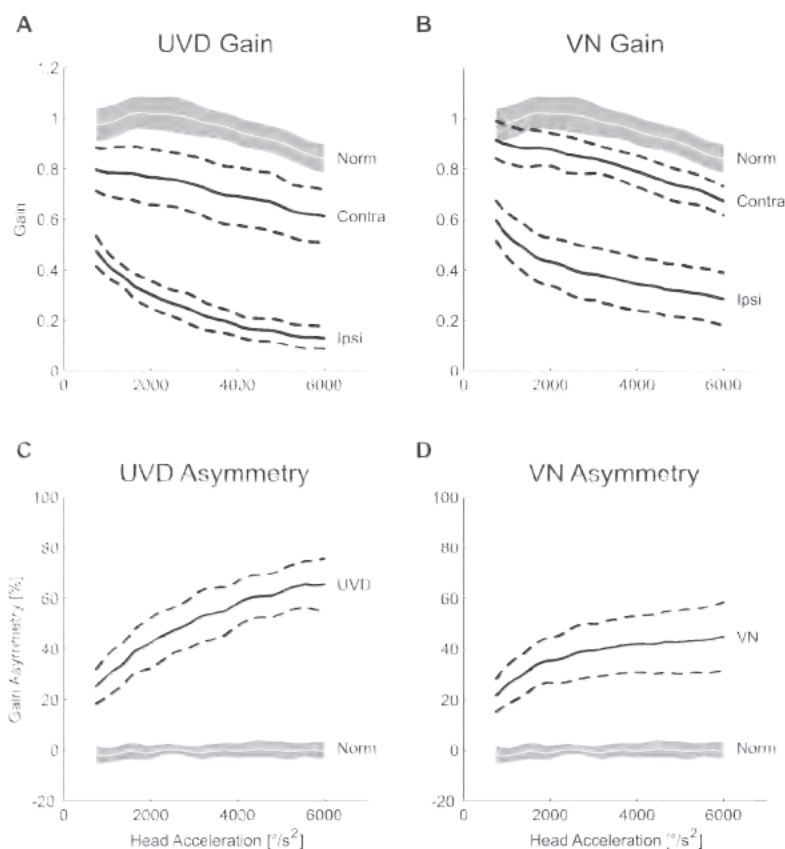 A
UVD Gain
1.2
1
0.8
0.6
0.4
0.2
0
Gain
Norm
Contra
Ipsi
0 2000 4000 6000
B
VN Gain
1.2
1
0.8
0.6
0.4
0.2
0
Norm
Contra
Ipsi
0 2000 4000 6000
C
UVD Asymmetry
100
80
60
40
20
0
-20
Gain Asymmetry [%]
UVD
Norm
0 2000 4000 6000
Head Acceleration [°/s²]
D
VN Asymmetry
100
80
60
40
20
0
-20
VN
Norm
0 2000 4000 6000
Head Acceleration [°/s²]